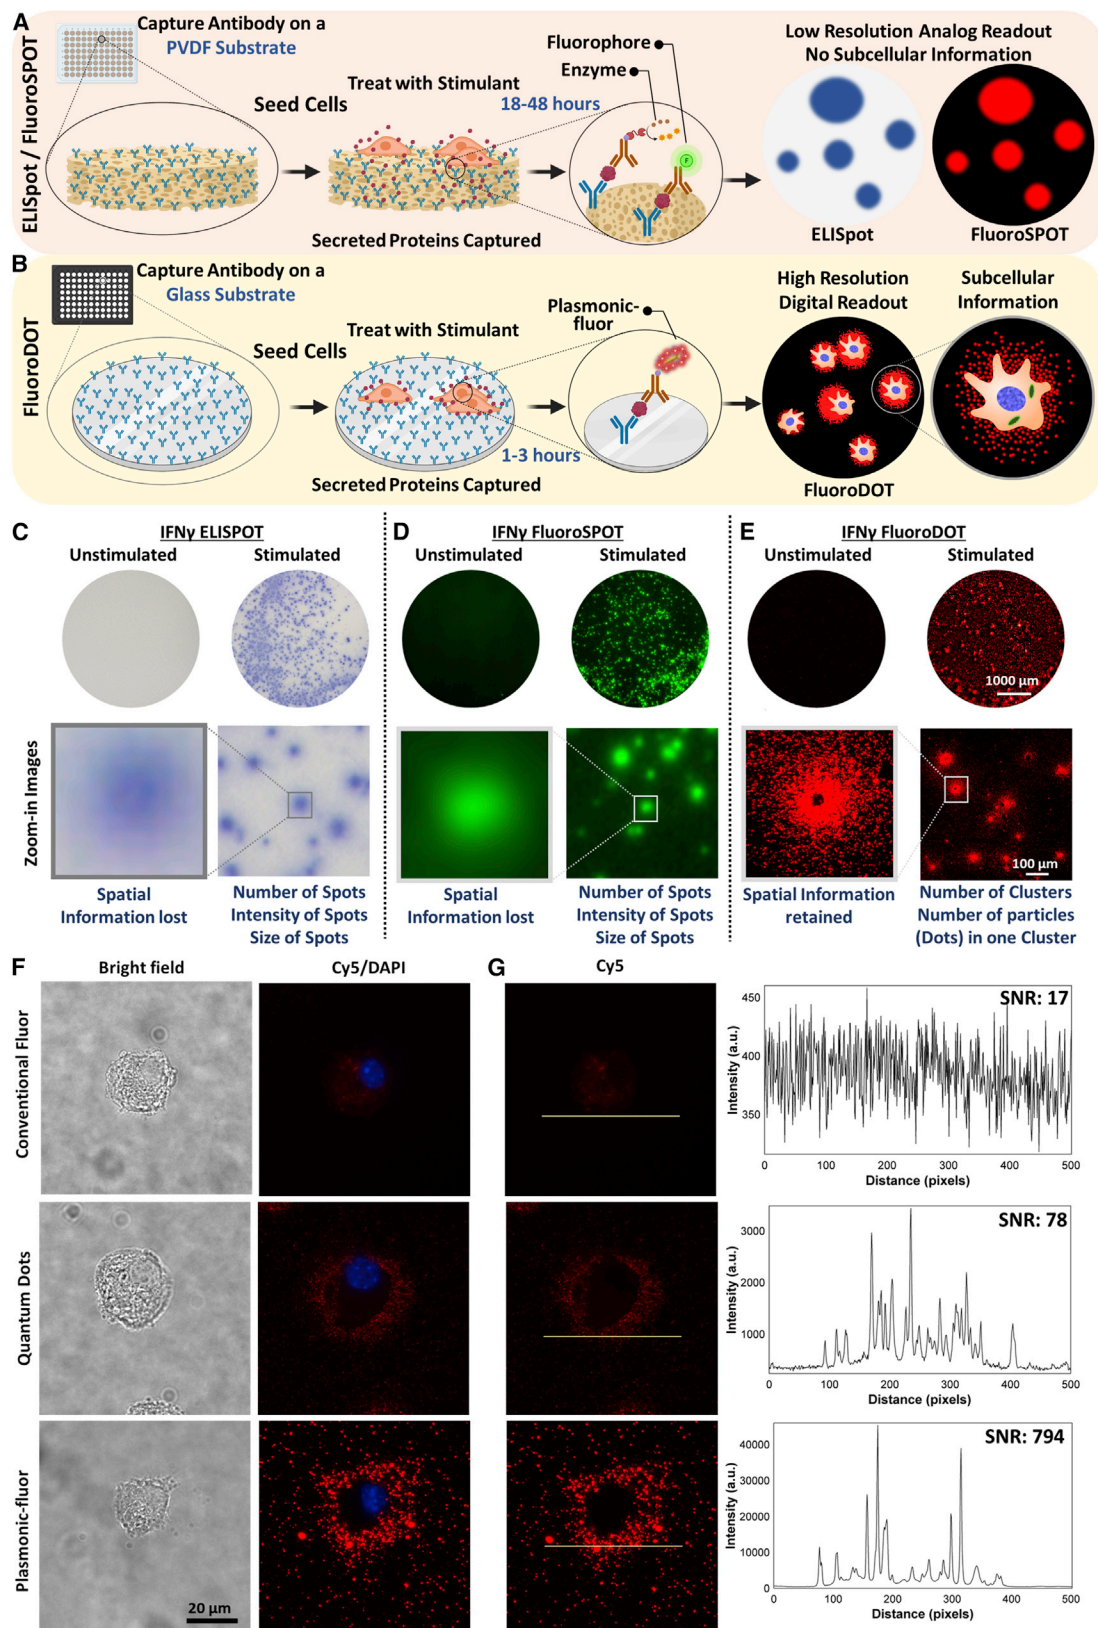 A
ELISpot / FluoroSPOT
Capture Antibody on a
PVDF Substrate
Seed Cells
Treat with Stimulant
18-48 hours
Secreted Proteins Captured
Fluorophore
Enzyme
F
Low Resolution Analog Readout
No Subcellular Information
ELISpot
FluoroSPOT
B
FluoroDOT
Capture Antibody on a
Glass Substrate
Seed Cells
Treat with Stimulant
1-3 hours
Secreted Proteins Captured
Plasmonic-
fluor
High Resolution
Digital Readout
Subcellular
Information
FluoroDOT
C
IFNγ ELISPOT
Unstimulated
Stimulated
D
IFNγ FluoroSPOT
Unstimulated
Stimulated
E
IFNγ FluoroDOT
Unstimulated
Stimulated
1000 µm
Zoom-in Images
100 µm
Spatial
Information lost
Number of Spots
Intensity of Spots
Size of Spots
Spatial
Information lost
Number of Spots
Intensity of Spots
Size of Spots
Spatial Information
retained
Number of Clusters
Number of particles
(Dots) in one Cluster
F
Bright field
Cy5/DAPI
G
Cy5
Conventional Fluor
SNR: 17
Intensity (a.u.)
450
400
350
0 100 200 300 400 500
Distance (pixels)
Quantum Dots
SNR: 78
Intensity (a.u.)
3000
2000
1000
0 100 200 300 400 500
Distance (pixels)
Plasmonic-fluor
20 µm
SNR: 794
Intensity (a.u.)
40000
30000
20000
10000
0
0 100 200 300 400 500
Distance (pixels)